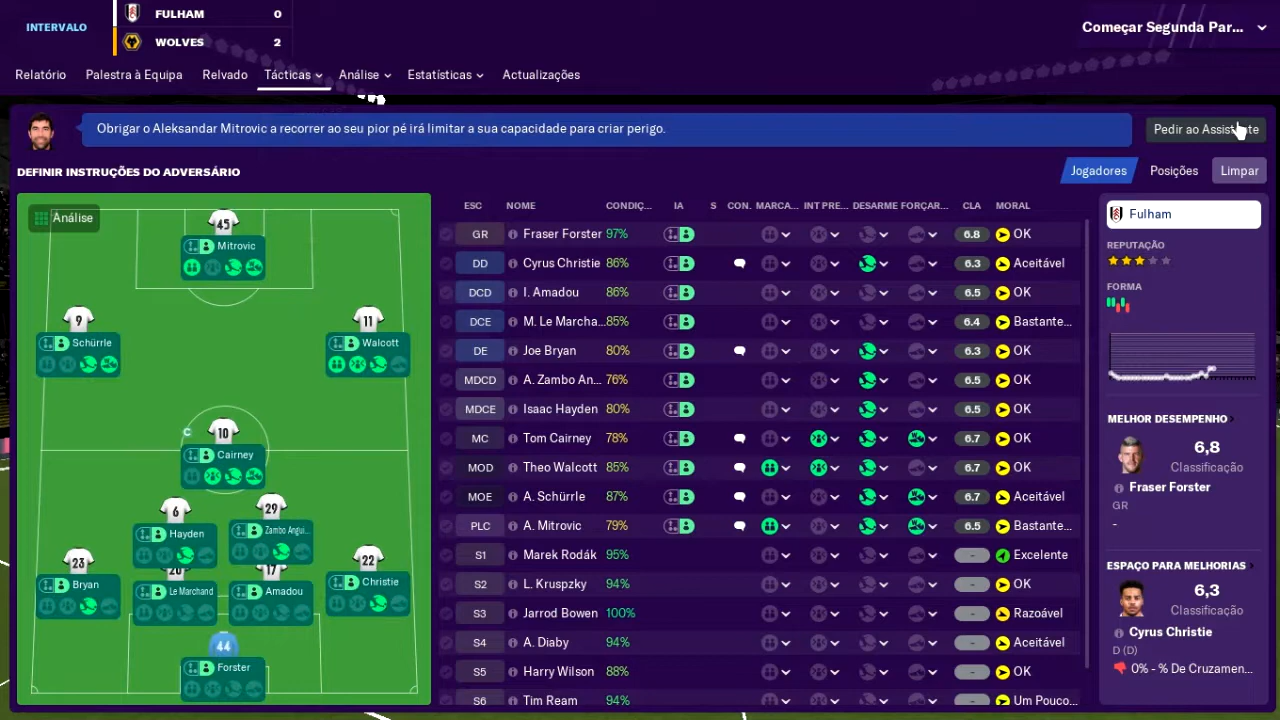 INTERVALO
FULHAM 0
WOLVES 2
Começar Segunda Par...
Relatório Palestra à Equipa Relvado Tácticas Análise Estatísticas Actualizações
Obrigar o Aleksandar Mitrovic a recorrer ao seu pior pé irá limitar a sua capacidade para criar perigo.
Pedir ao Assistente
DEFINIR INSTRUÇÕES DO ADVERSÁRIO
Jogadores Posições Limpar
Análise
45
Mitrovic
9
Schürrle
11
Walcott
C
10
Cairney
6
Hayden
29
Zambo Angui...
23
Bryan
20
Le Marchand
17
Amadou
22
Christie
44
Forster
ESC NOME CONDIÇ... IA S CON. MARCA... INT PRE... DESARME FORÇAR... CLA MORAL
GR Fraser Forster 97% 6.8 OK
DD Cyrus Christie 86% 6.3 Aceitável
DCD I. Amadou 86% 6.5 OK
DCE M. Le Marcha... 85% 6.4 Bastante...
DE Joe Bryan 80% 6.3 OK
MDCD A. Zambo An... 76% 6.5 OK
MDCE Isaac Hayden 80% 6.5 OK
MC Tom Cairney 78% 6.7 OK
MOD Theo Walcott 85% 6.7 OK
MOE A. Schürrle 87% 6.7 Aceitável
PLC A. Mitrovic 79% 6.5 Bastante...
S1 Marek Rodák 95% - Excelente
S2 L. Kruspzky 94% - OK
S3 Jarrod Bowen 100% - Razoável
S4 A. Diaby 94% - Aceitável
S5 Harry Wilson 88% - OK
S6 Tim Ream 94% - Um Pouco...
Fulham
REPUTAÇÃO
FORMA
MELHOR DESEMPENHO
6,8
Classificação
Fraser Forster
GR
-
ESPAÇO PARA MELHORIAS
6,3
Classificação
Cyrus Christie
D (D)
0% - % De Cruzamen...